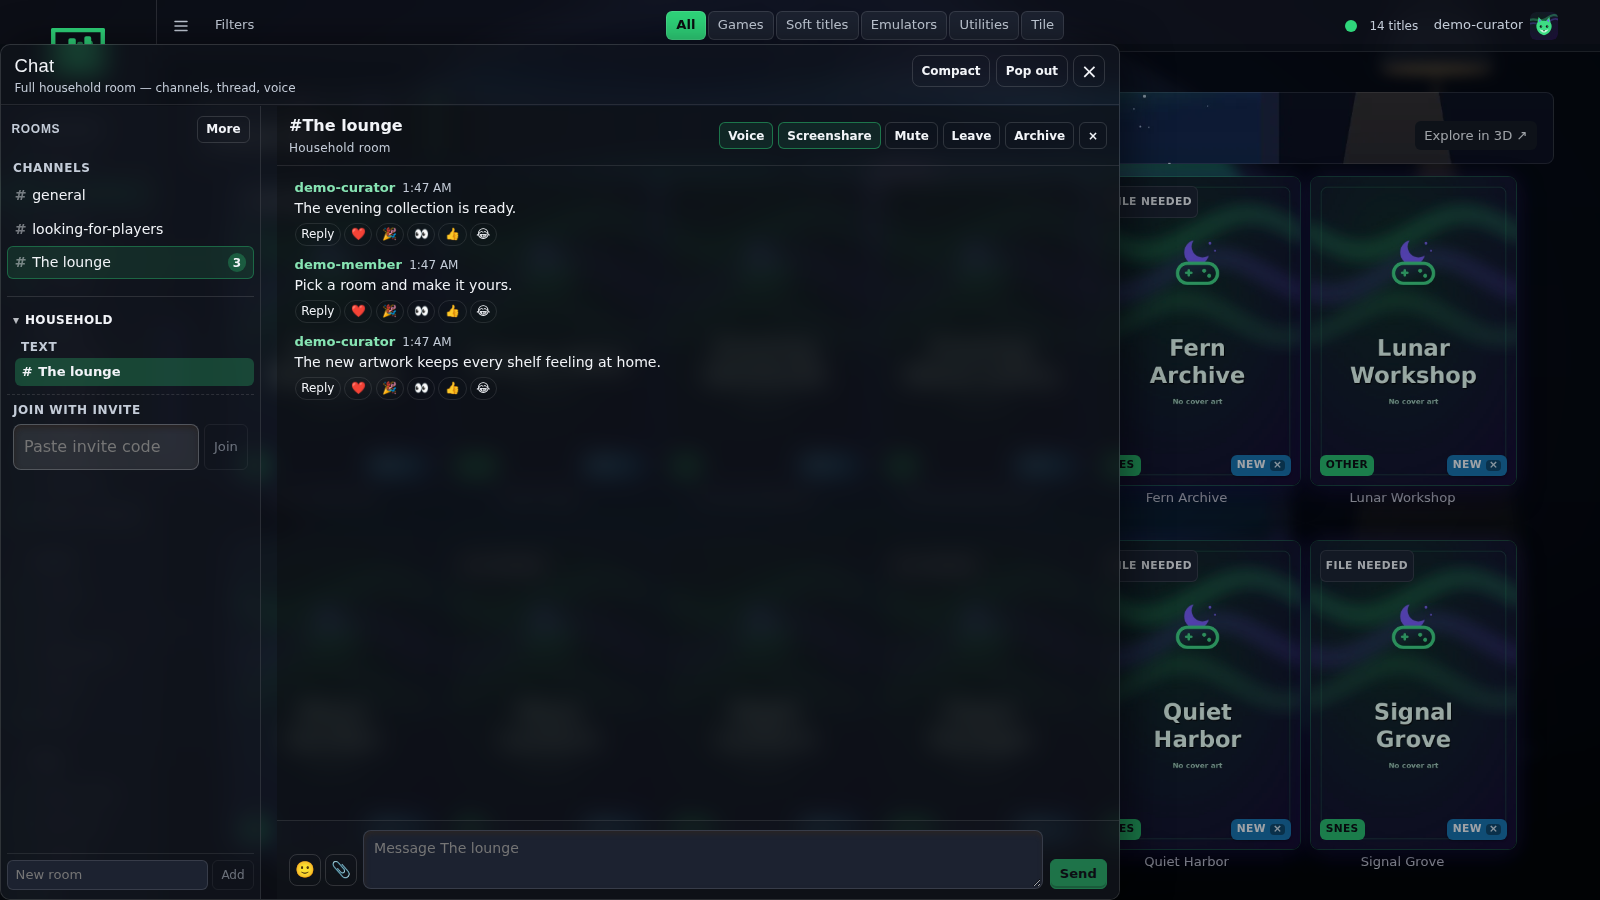 Filters
All
Games
Soft titles
Emulators
Utilities
Tile
14 titles
demo-curator
Chat
Full household room — channels, thread, voice
Compact
Pop out
×
ROOMS
More
CHANNELS
# general
# looking-for-players
# The lounge
3
▾ HOUSEHOLD
TEXT
# The lounge
JOIN WITH INVITE
Paste invite code
Join
New room
Add
#The lounge
Household room
Voice
Screenshare
Mute
Leave
Archive
×
demo-curator 1:47 AM
The evening collection is ready.
Reply
demo-member 1:47 AM
Pick a room and make it yours.
Reply
demo-curator 1:47 AM
The new artwork keeps every shelf feeling at home.
Reply
Message The lounge
Send
Explore in 3D ↗
ILE NEEDED
Fern
Archive
No cover art
ES
NEW ×
Fern Archive
Lunar
Workshop
No cover art
OTHER
NEW ×
Lunar Workshop
ILE NEEDED
Quiet
Harbor
No cover art
ES
NEW ×
Quiet Harbor
FILE NEEDED
Signal
Grove
No cover art
SNES
NEW ×
Signal Grove